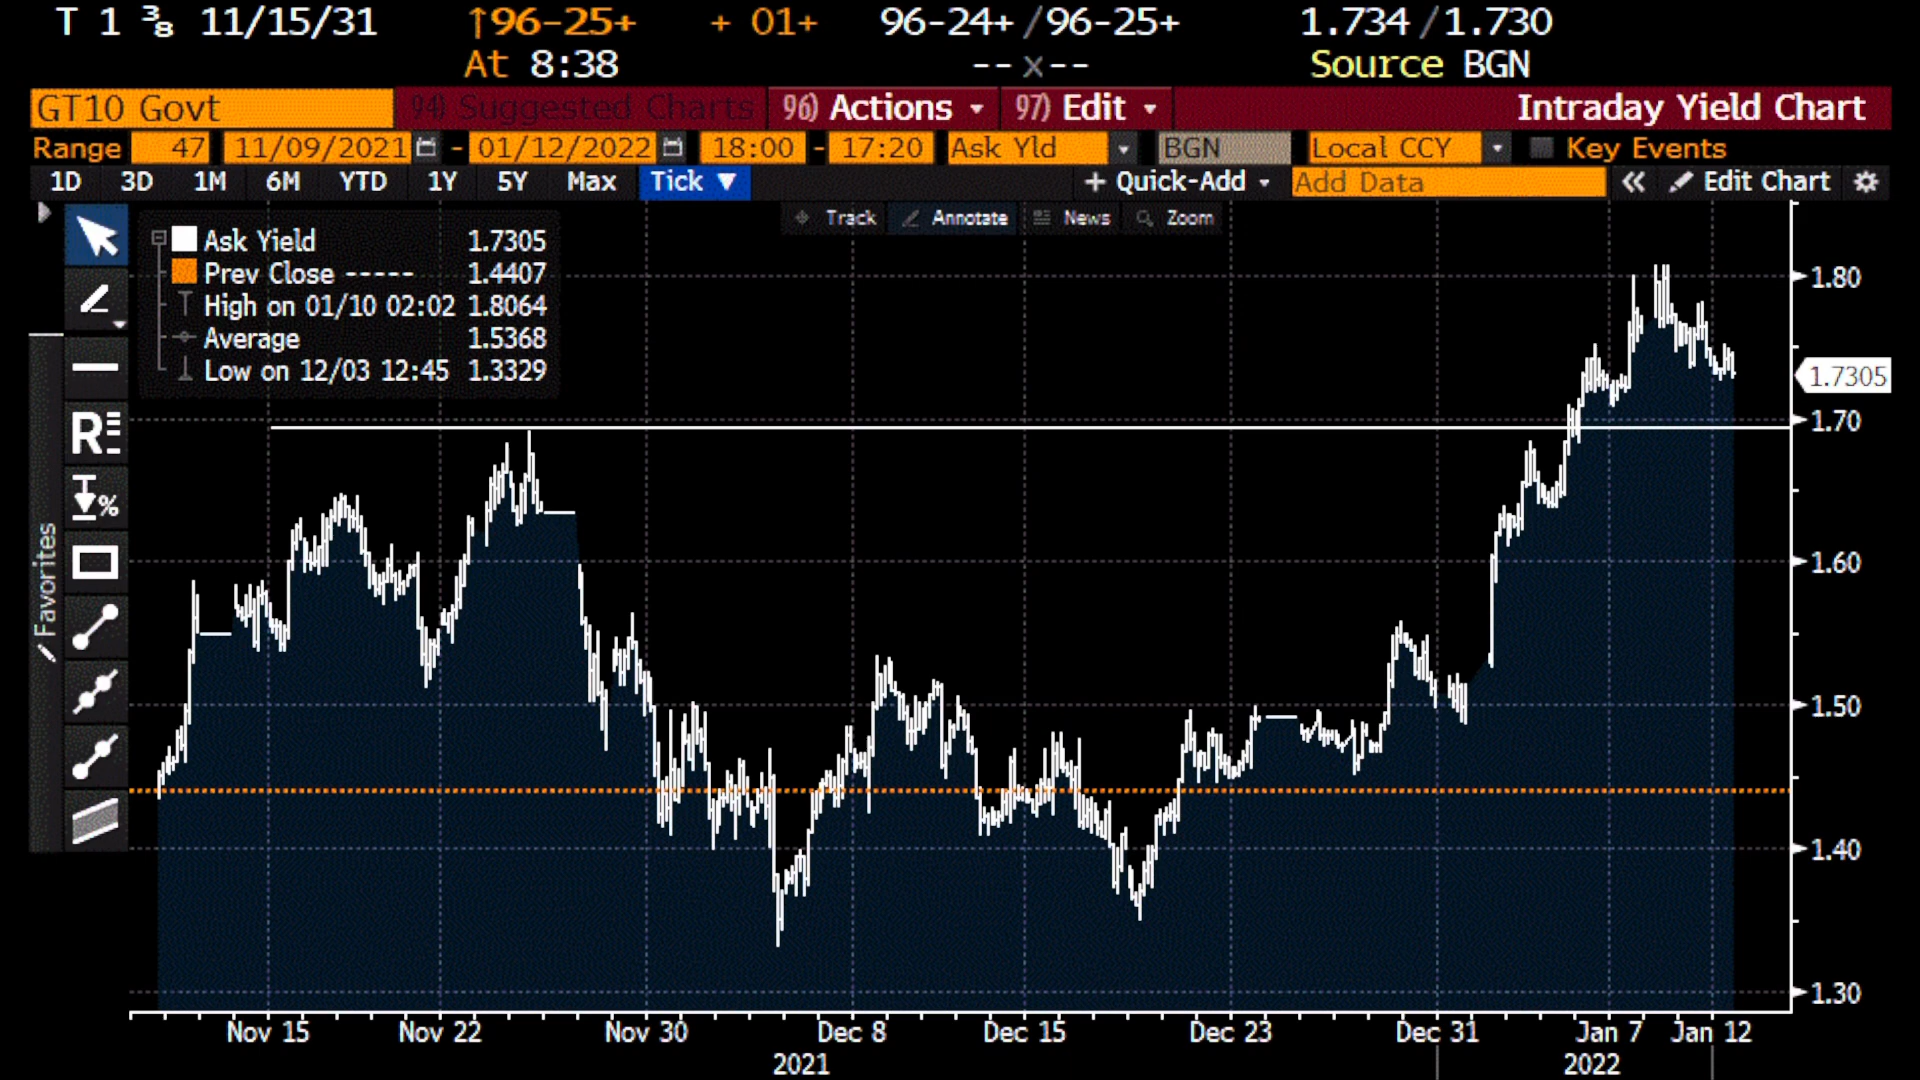 T 1 ⅜ 11/15/31 ↑96-25+ + 01+ 96-24+ /96-25+ 1.734 /1.730
At 8:38 --x-- Source BGN
GT10 Govt 94) Suggested Charts 96) Actions 97) Edit Intraday Yield Chart
Range 47 11/09/2021 - 01/12/2022 18:00 - 17:20 Ask Yld BGN Local CCY Key Events
1D 3D 1M 6M YTD 1Y 5Y Max Tick ▼ + Quick-Add Add Data « Edit Chart
Track Annotate News Zoom
Ask Yield 1.7305
Prev Close ----- 1.4407
High on 01/10 02:02 1.8064
Average 1.5368
Low on 12/03 12:45 1.3329
R
%
Favorites
1.80
1.7305
1.70
1.60
1.50
1.40
1.30
Nov 15 Nov 22 Nov 30 Dec 8 Dec 15 Dec 23 Dec 31 Jan 7 Jan 12
2021 2022